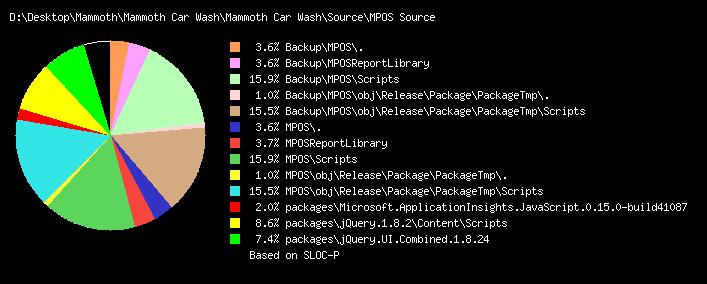 D:\Desktop\Mammoth\Mammoth Car Wash\Mammoth Car Wash\Source\MPOS Source
3.6% Backup\MPOS\.
3.6% Backup\MPOSReportLibrary
15.9% Backup\MPOS\Scripts
1.0% Backup\MPOS\obj\Release\Package\PackageTmp\.
15.5% Backup\MPOS\obj\Release\Package\PackageTmp\Scripts
3.6% MPOS\.
3.7% MPOSReportLibrary
15.9% MPOS\Scripts
1.0% MPOS\obj\Release\Package\PackageTmp\.
15.5% MPOS\obj\Release\Package\PackageTmp\Scripts
2.0% packages\Microsoft.ApplicationInsights.JavaScript.0.15.0-build41087
8.6% packages\jQuery.1.8.2\Content\Scripts
7.4% packages\jQuery.UI.Combined.1.8.24
Based on SLOC-P